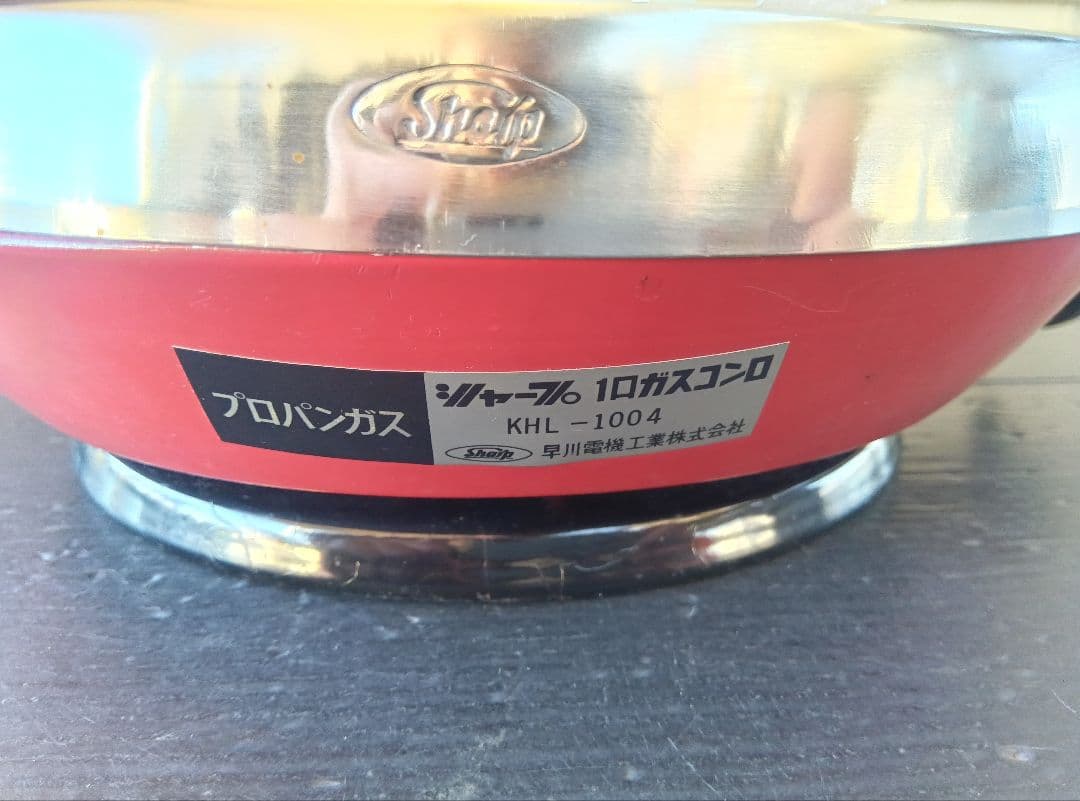 Sharp
プロパンガス
シャープ 1口ガスコンロ
KHL-1004
Sharp 早川電機工業株式会社